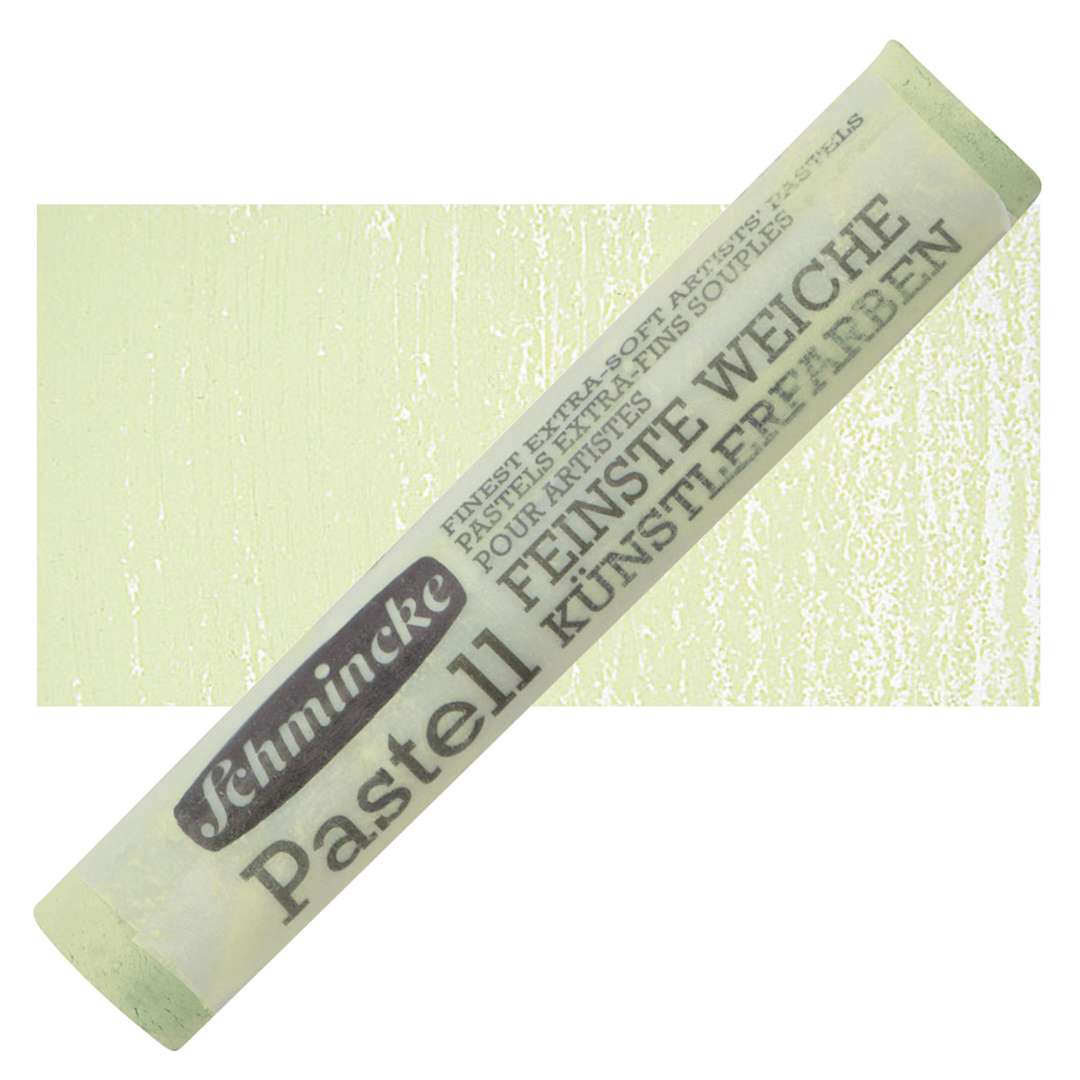 Schmincke
Pastell
FINEST EXTRA-SOFT ARTISTS' PASTELS
PASTELS EXTRA-FINS SOUPLES
POUR ARTISTES
FEINSTE WEICHE
KÜNSTLERFARBEN